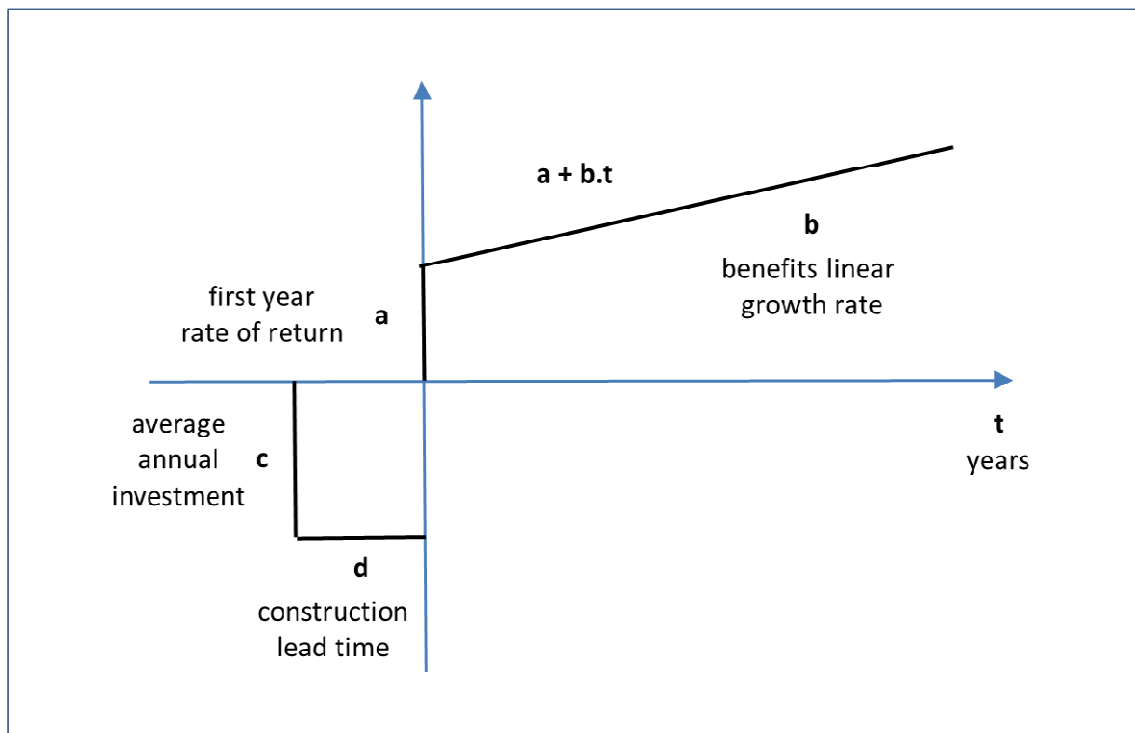 a + b.t
b
benefits linear
growth rate
first year
rate of return
a
average
annual
investment
c
t
years
d
construction
lead time